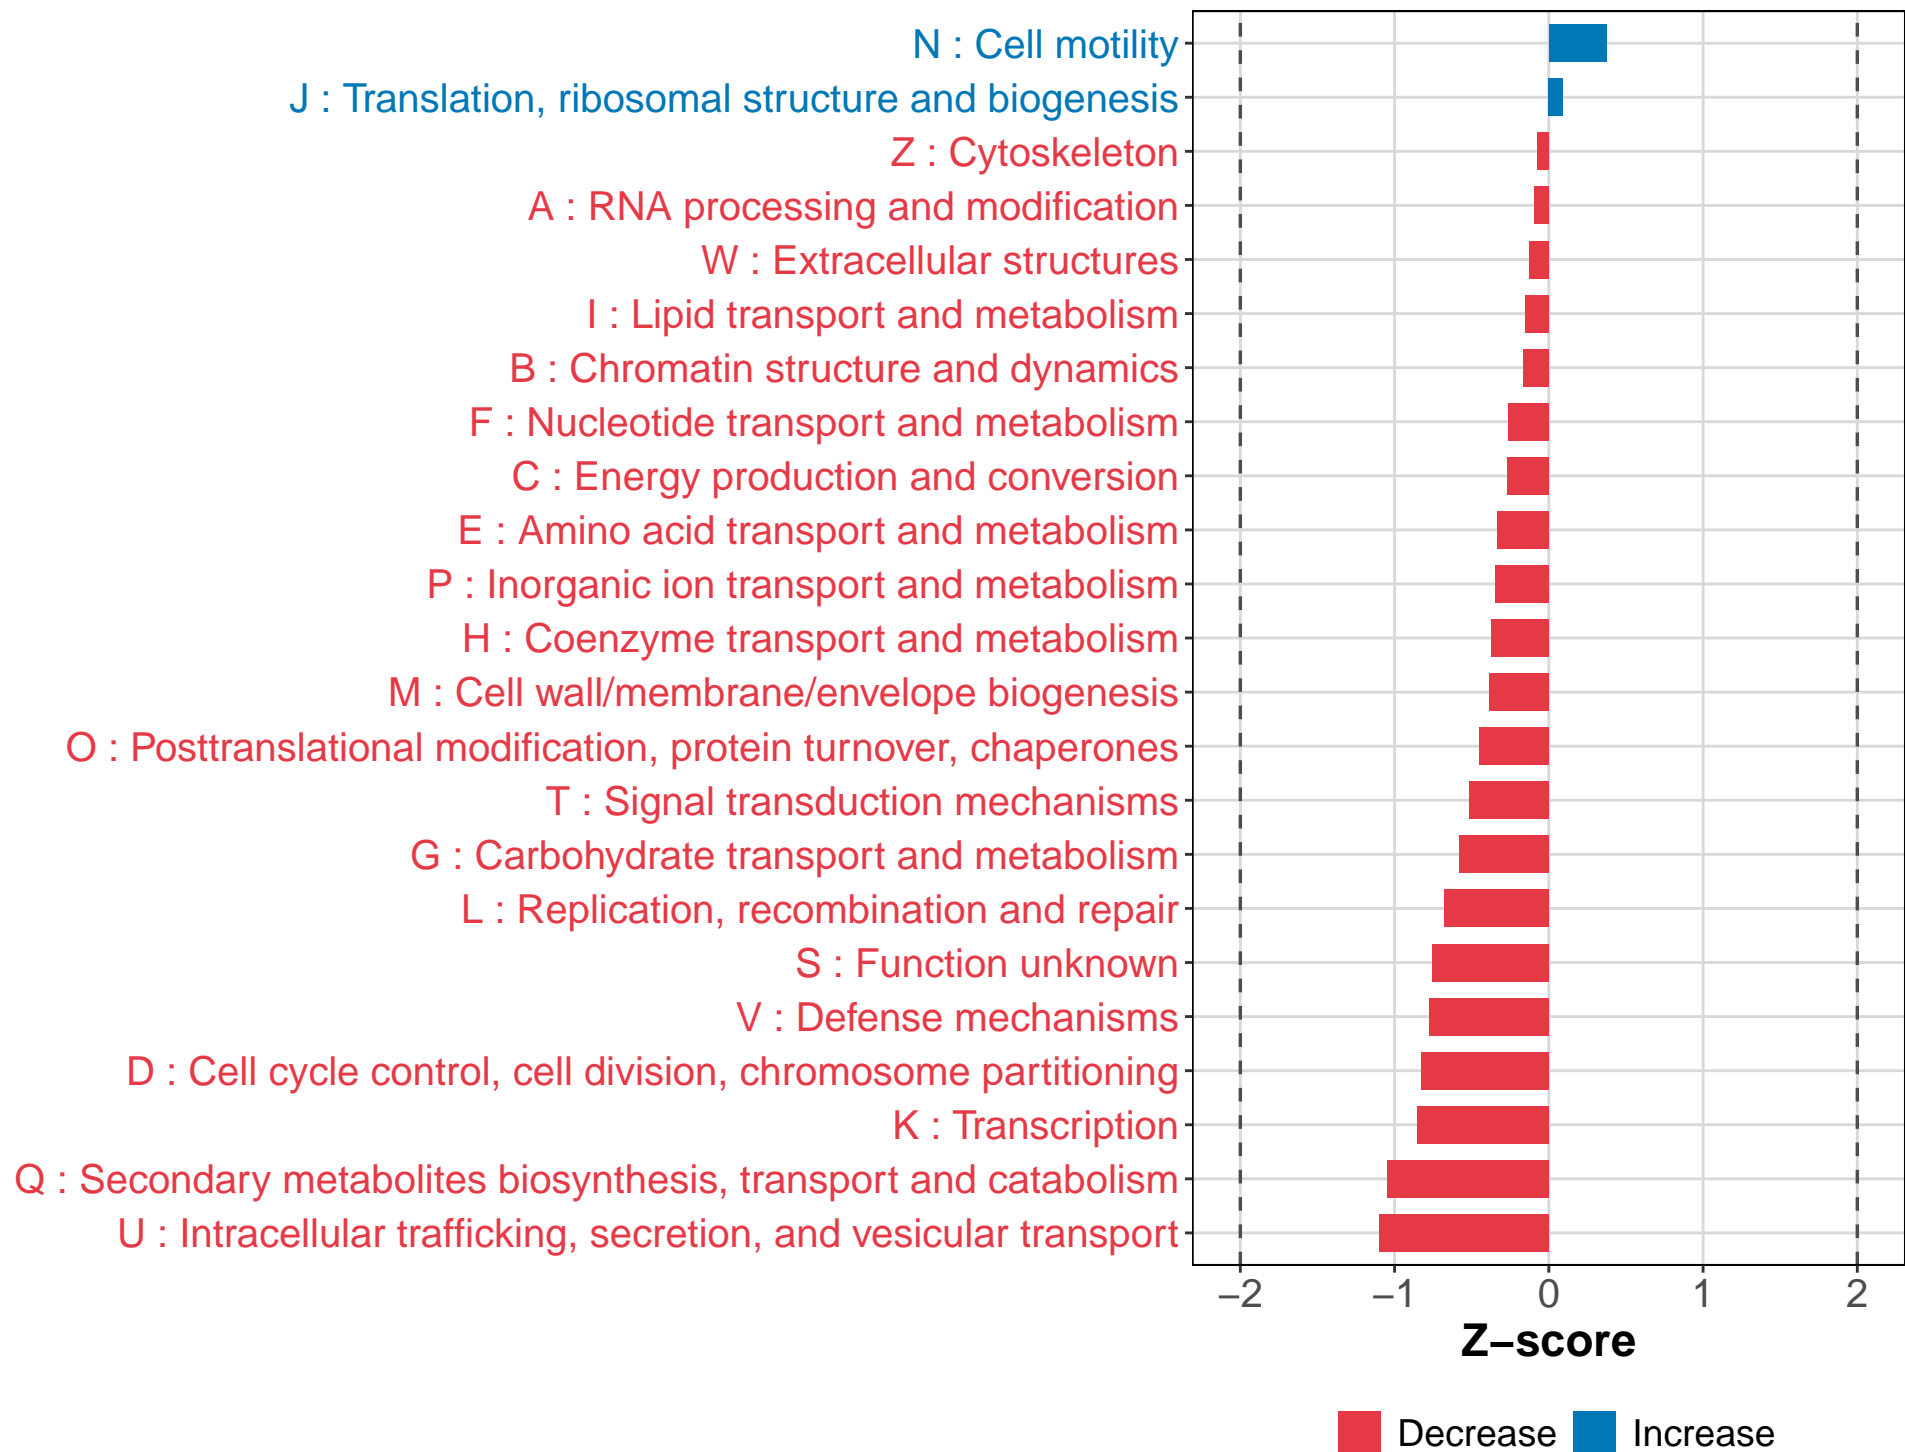 N : Cell motility
J : Translation, ribosomal structure and biogenesis
Z : Cytoskeleton
A : RNA processing and modification
W : Extracellular structures
I : Lipid transport and metabolism
B : Chromatin structure and dynamics
F : Nucleotide transport and metabolism
C : Energy production and conversion
E : Amino acid transport and metabolism
P : Inorganic ion transport and metabolism
H : Coenzyme transport and metabolism
M : Cell wall/membrane/envelope biogenesis
O : Posttranslational modification, protein turnover, chaperones
T : Signal transduction mechanisms
G : Carbohydrate transport and metabolism
L : Replication, recombination and repair
S : Function unknown
V : Defense mechanisms
D : Cell cycle control, cell division, chromosome partitioning
K : Transcription
Q : Secondary metabolites biosynthesis, transport and catabolism
U : Intracellular trafficking, secretion, and vesicular transport
−2 −1 0 1 2
Z−score
Decrease Increase